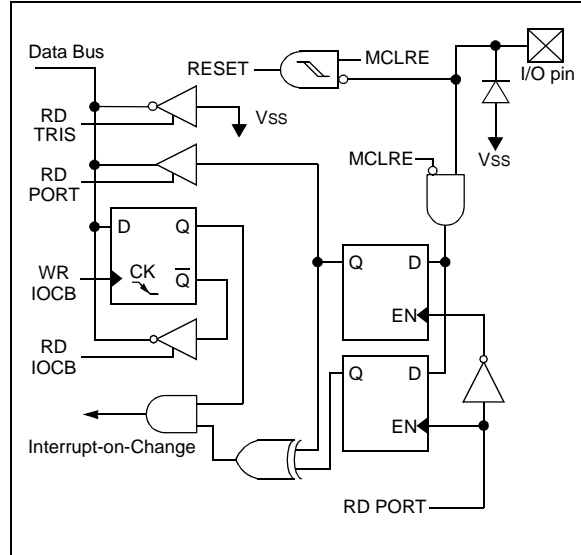 Data Bus
MCLRE
RESET
I/O pin
RD
TRIS
VSS
VSS
MCLRE
RD
PORT
D Q
WR
IOCB
CK
Q
Q D
EN
RD
IOCB
Q D
EN
Interrupt-on-Change
RD PORT